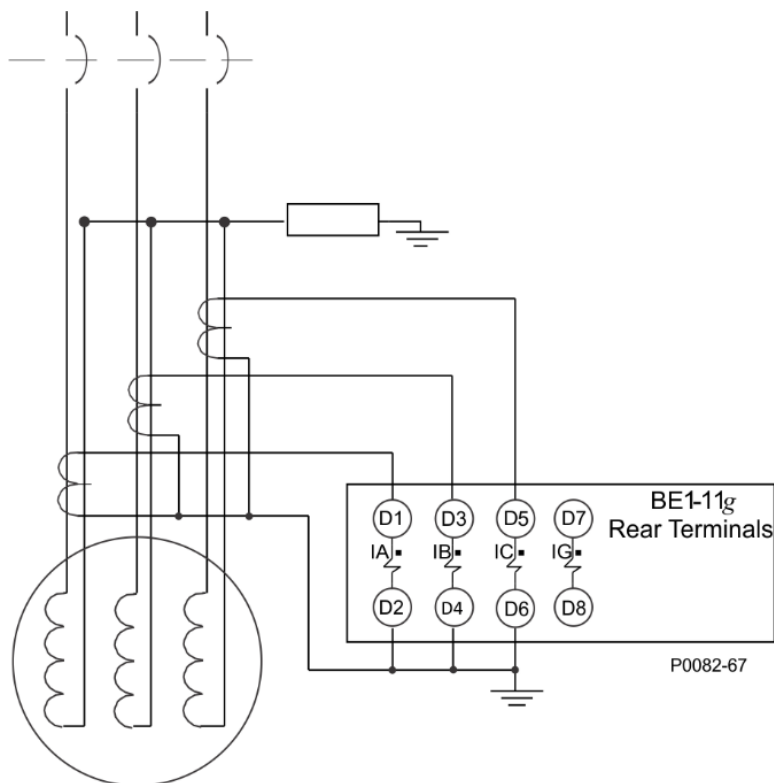 BE1-11g
Rear Terminals
D1 D3 D5 D7
IA IB IC IG
D2 D4 D6 D8
P0082-67